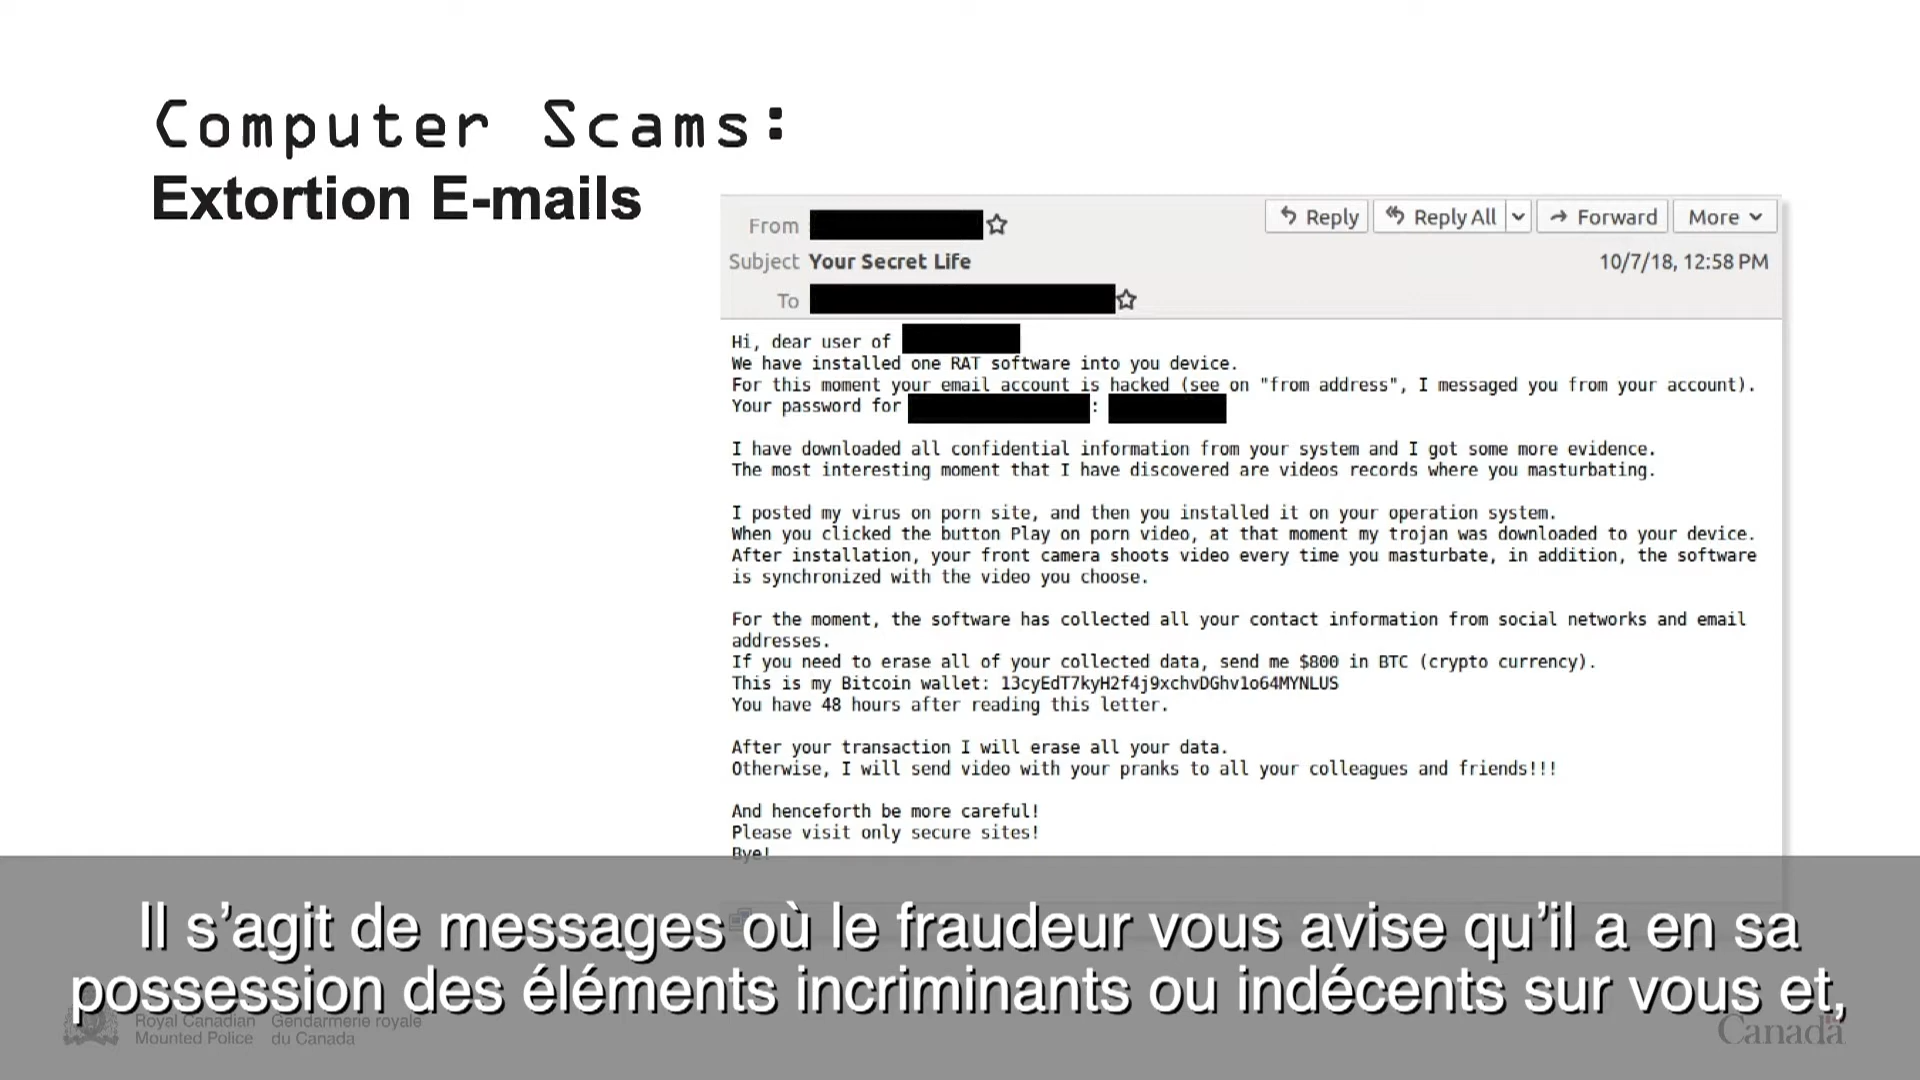 Computer Scams:
Extortion E-mails
From
Reply
Reply All
Forward
More
Subject Your Secret Life
10/7/18, 12:58 PM
To
Hi, dear user of
We have installed one RAT software into you device.
For this moment your email account is hacked (see on "from address", I messaged you from your account).
Your password for :
I have downloaded all confidential information from your system and I got some more evidence.
The most interesting moment that I have discovered are videos records where you masturbating.
I posted my virus on porn site, and then you installed it on your operation system.
When you clicked the button Play on porn video, at that moment my trojan was downloaded to your device.
After installation, your front camera shoots video every time you masturbate, in addition, the software
is synchronized with the video you choose.
For the moment, the software has collected all your contact information from social networks and email
addresses.
If you need to erase all of your collected data, send me $800 in BTC (crypto currency).
This is my Bitcoin wallet: 13cyEdT7kyH2f4j9xchvDGhv1o64MYNLUS
You have 48 hours after reading this letter.
After your transaction I will erase all your data.
Otherwise, I will send video with your pranks to all your colleagues and friends!!!
And henceforth be more careful!
Please visit only secure sites!
Bye!
Il s'agit de messages où le fraudeur vous avise qu'il a en sa
possession des éléments incriminants ou indécents sur vous et,
Royal Canadian Gendarmerie royale
Mounted Police du Canada
Canada